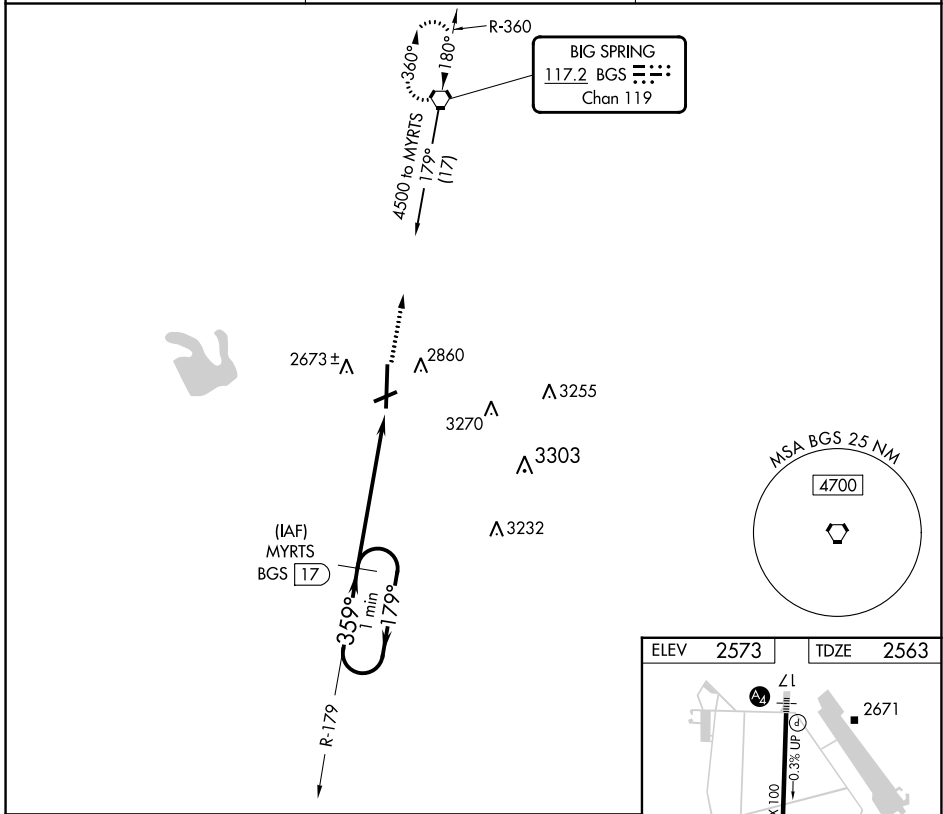 R-360
360°
180°
BIG SPRING
117.2 BGS
Chan 119
4500 to MYRTS
179°
(17)
2673 ±
2860
3255
3270
3303
3232
MSA BGS 25 NM
4700
(IAF)
MYRTS
BGS 17
359°
1 min
179°
R-179
ELEV 2573
TDZE 2563
17
A4
2671
P
0.3% UP
X 100